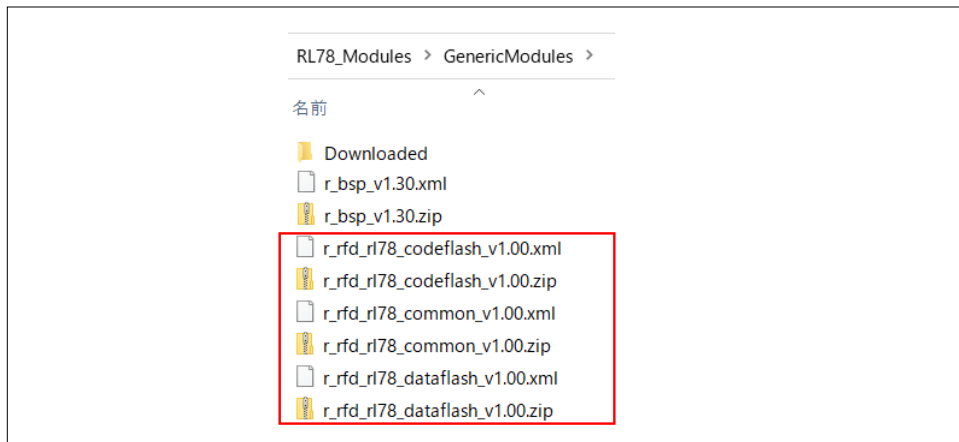 RL78_Modules > GenericModules >
名前
Downloaded
r_bsp_v1.30.xml
r_bsp_v1.30.zip
r_rfd_rl78_codeflash_v1.00.xml
r_rfd_rl78_codeflash_v1.00.zip
r_rfd_rl78_common_v1.00.xml
r_rfd_rl78_common_v1.00.zip
r_rfd_rl78_dataflash_v1.00.xml
r_rfd_rl78_dataflash_v1.00.zip